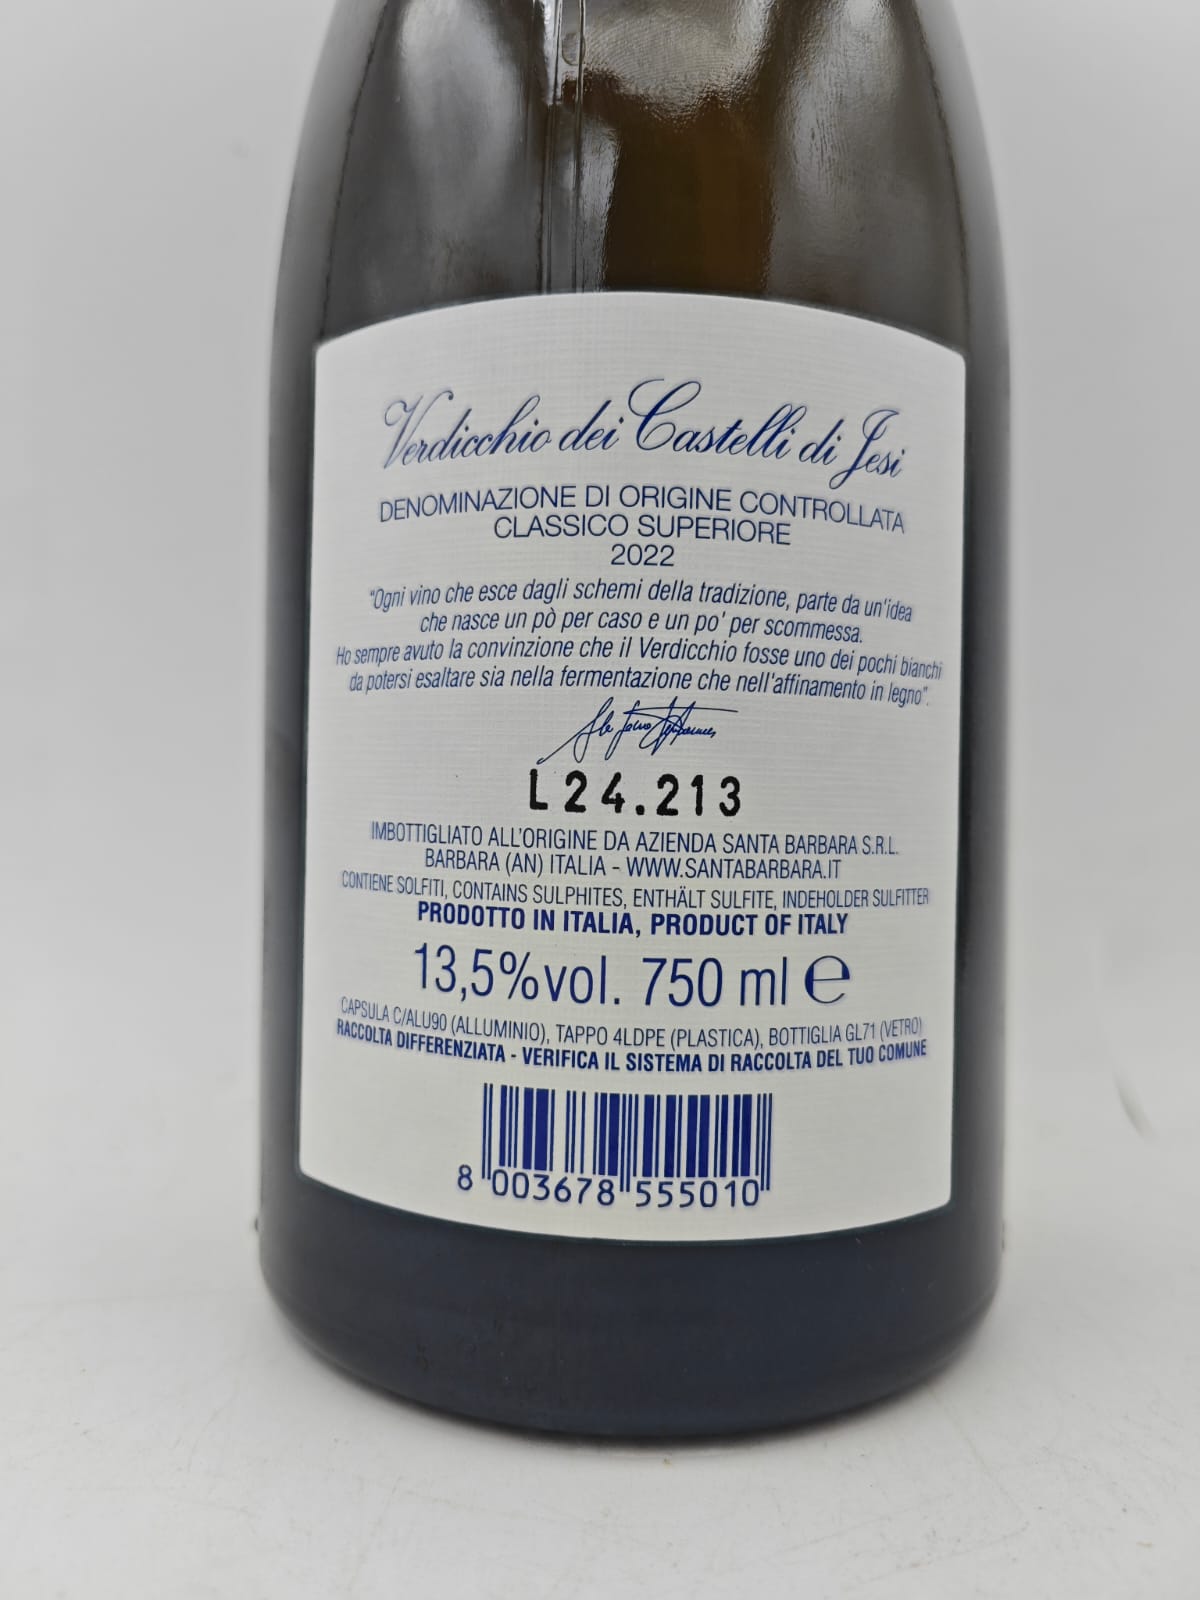 Verdicchio dei Castelli di Jesi
DENOMINAZIONE DI ORIGINE CONTROLLATA
CLASSICO SUPERIORE
2022
"Ogni vino che esce dagli schemi della tradizione, parte da un'idea
che nasce un pò per caso e un po' per scommessa.
Ho sempre avuto la convinzione che il Verdicchio fosse uno dei pochi bianchi
da potersi esaltare sia nella fermentazione che nell'affinamento in legno".
L24.213
IMBOTTIGLIATO ALL'ORIGINE DA AZIENDA SANTA BARBARA S.R.L.
BARBARA (AN) ITALIA - WWW.SANTABARBARA.IT
CONTIENE SOLFITI, CONTAINS SULPHITES, ENTHÄLT SULFITE, INDEHOLDER SULFITTER
PRODOTTO IN ITALIA, PRODUCT OF ITALY
13,5%vol. 750 ml e
CAPSULA C/ALU90 (ALLUMINIO), TAPPO 4LDPE (PLASTICA), BOTTIGLIA GL71 (VETRO)
RACCOLTA DIFFERENZIATA - VERIFICA IL SISTEMA DI RACCOLTA DEL TUO COMUNE
8 003678 555010